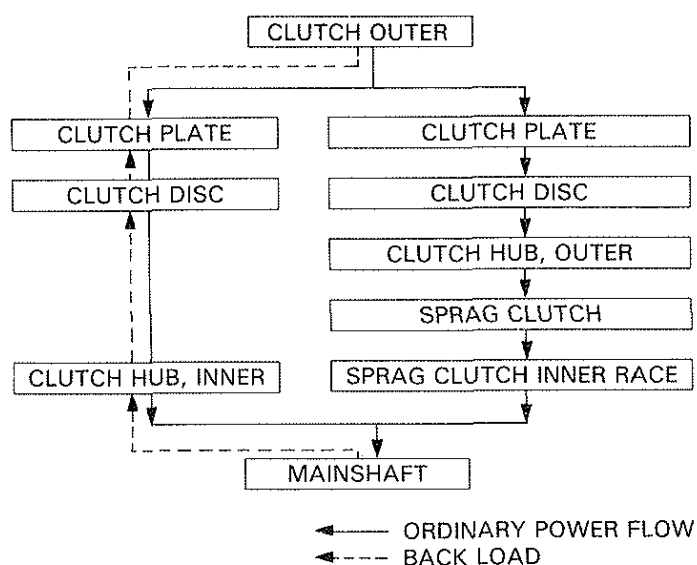 CLUTCH OUTER
CLUTCH PLATE
CLUTCH PLATE
CLUTCH DISC
CLUTCH DISC
CLUTCH HUB, OUTER
SPRAG CLUTCH
CLUTCH HUB, INNER
SPRAG CLUTCH INNER RACE
MAINSHAFT
ORDINARY POWER FLOW
BACK LOAD